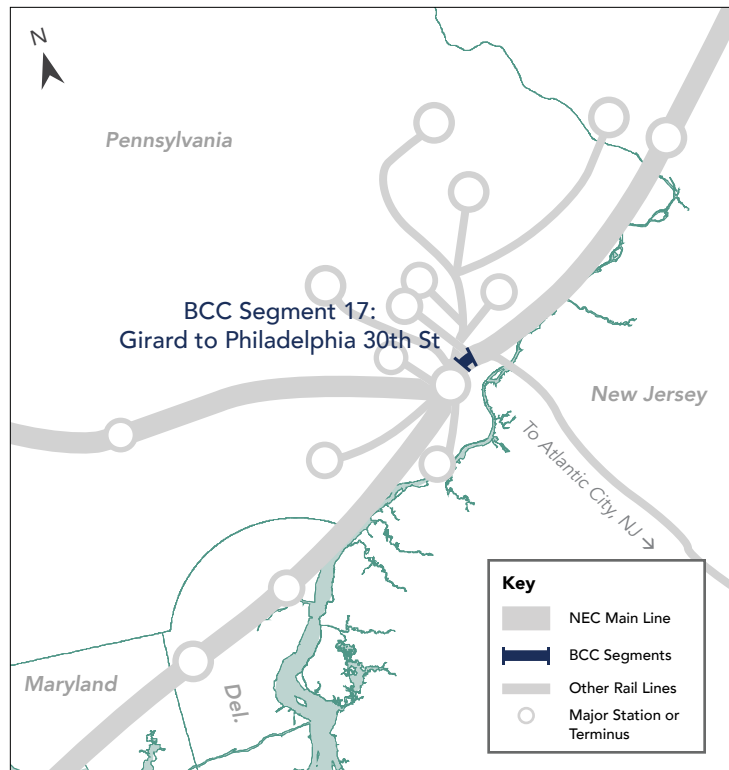 N
Pennsylvania
BCC Segment 17:
Girard to Philadelphia 30th St
New Jersey
To Atlantic City, NJ →
Maryland
Del.
Key
NEC Main Line
BCC Segments
Other Rail Lines
Major Station or
Terminus